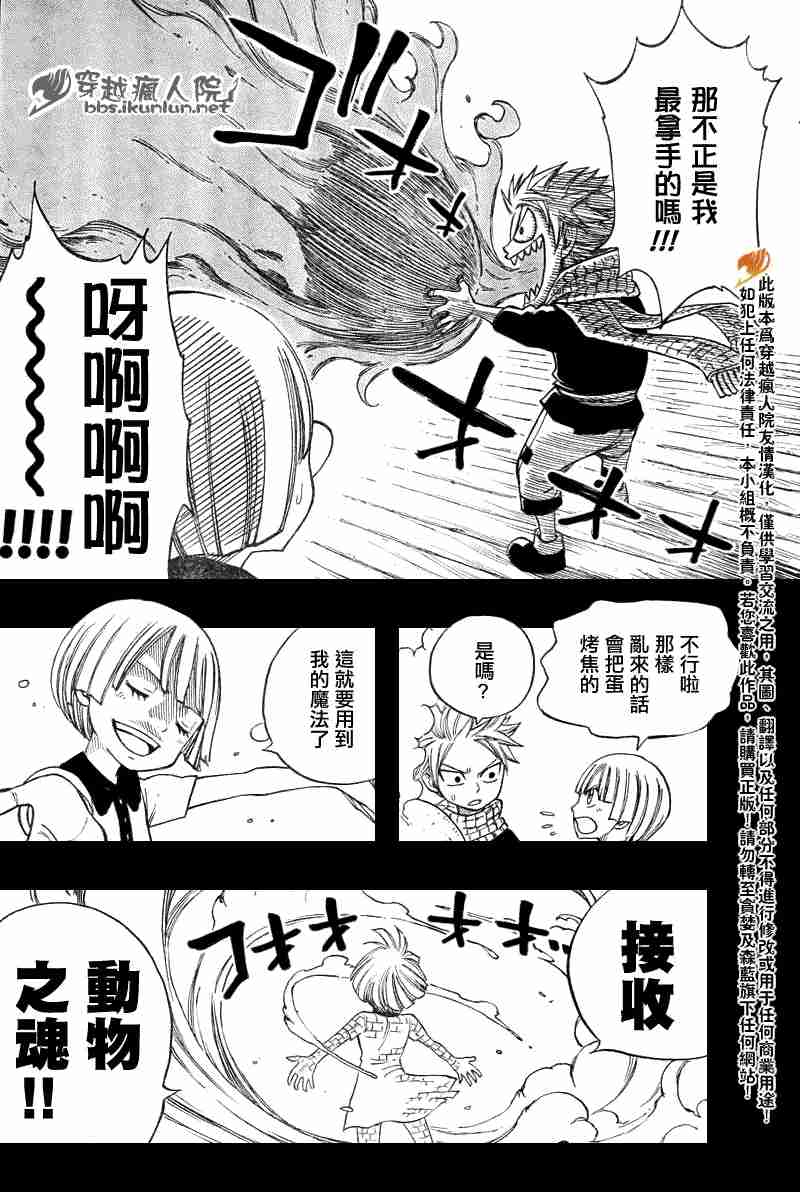 穿越瘋人院
bbs.ikunlun.net
ゴメ
那不正是我
最拿手的嗎
!!!
ゴゴゴ
呀啊啊啊
〜〜〜!!!!
不行啦
那樣
亂來的話
會把蛋
烤焦的
是嗎？
這就要用到
我的魔法了
接收
動物
之魂!!
此版本爲穿越瘋人院友情漢化，僅供學習交流之用，其圖、翻譯以及任何部分不得進行修改或用于任何商業用途！
如犯上任何法律責任，本小組概不負責。若您喜歡此作品，請購買正版！請勿轉至貪婪及森藍旗下任何網站！